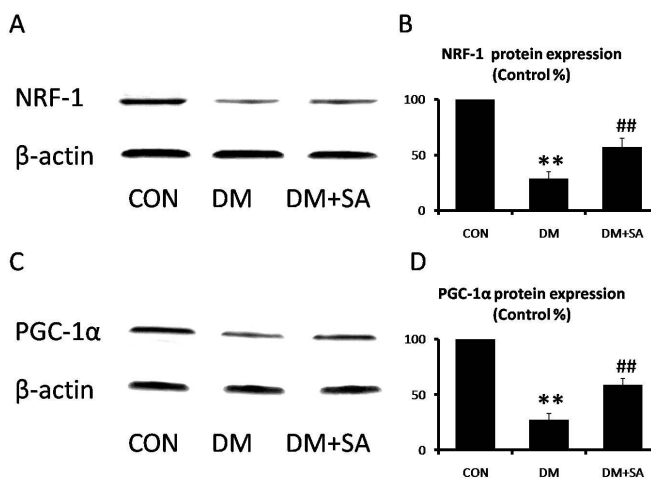 A
NRF-1
β-actin
CON DM DM+SA
B
NRF-1 protein expression
(Control %)
100
50
0
**
##
CON DM DM+SA
C
PGC-1α
β-actin
CON DM DM+SA
D
PGC-1α protein expression
(Control %)
100
50
0
**
##
CON DM DM+SA